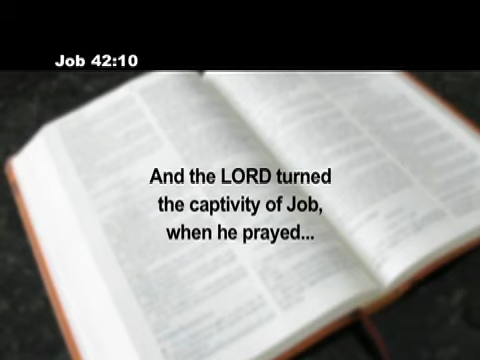 Job 42:10
And the LORD turned
the captivity of Job,
when he prayed...